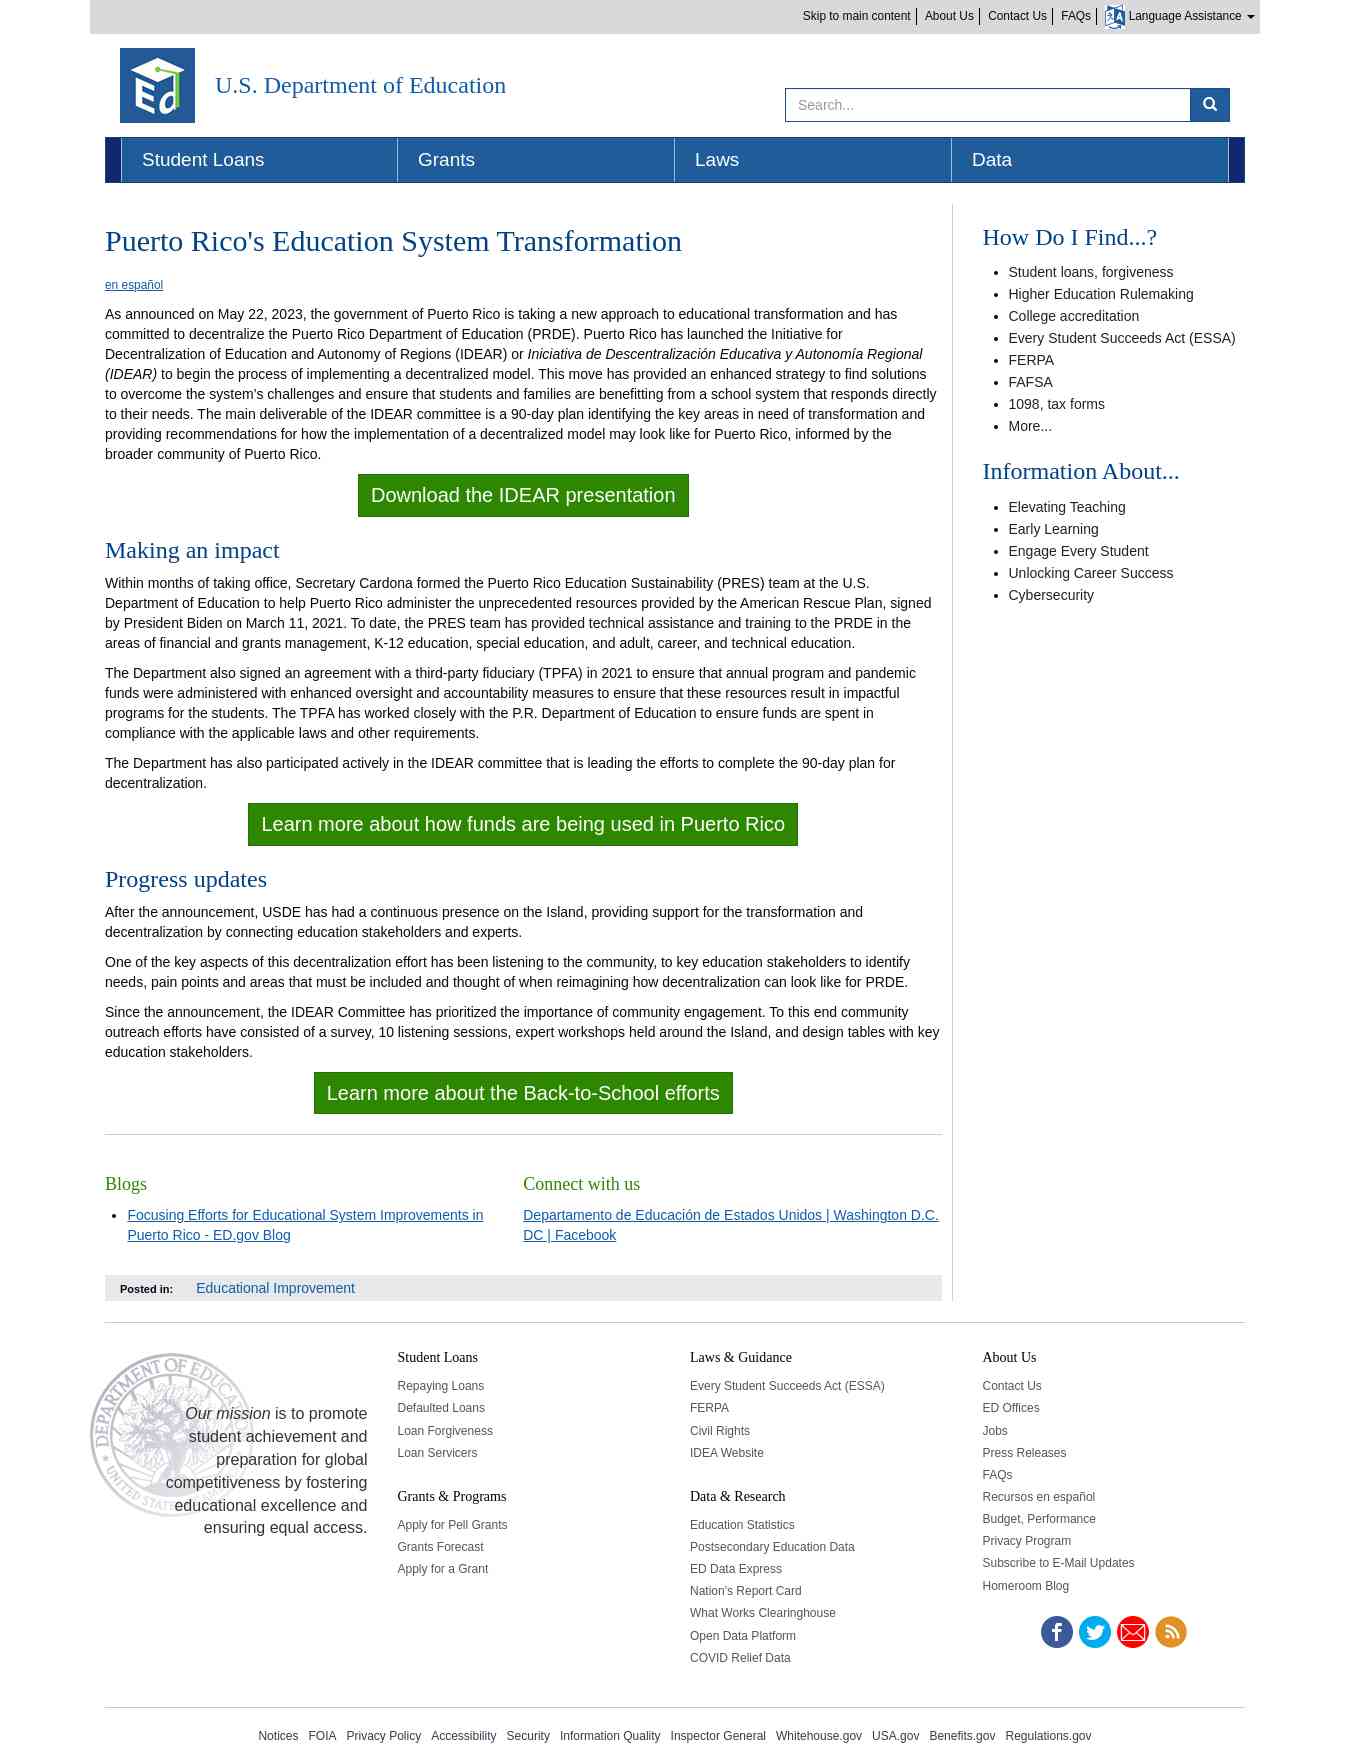 Skip to main content | About Us | Contact Us | FAQs | Language Assistance
U.S. Department of Education
Search...
Student Loans
Grants
Laws
Data
Puerto Rico's Education System Transformation
en español
As announced on May 22, 2023, the government of Puerto Rico is taking a new approach to educational transformation and has
committed to decentralize the Puerto Rico Department of Education (PRDE). Puerto Rico has launched the Initiative for
Decentralization of Education and Autonomy of Regions (IDEAR) or Iniciativa de Descentralización Educativa y Autonomía Regional
(IDEAR) to begin the process of implementing a decentralized model. This move has provided an enhanced strategy to find solutions
to overcome the system's challenges and ensure that students and families are benefitting from a school system that responds directly
to their needs. The main deliverable of the IDEAR committee is a 90-day plan identifying the key areas in need of transformation and
providing recommendations for how the implementation of a decentralized model may look like for Puerto Rico, informed by the
broader community of Puerto Rico.
Download the IDEAR presentation
Making an impact
Within months of taking office, Secretary Cardona formed the Puerto Rico Education Sustainability (PRES) team at the U.S.
Department of Education to help Puerto Rico administer the unprecedented resources provided by the American Rescue Plan, signed
by President Biden on March 11, 2021. To date, the PRES team has provided technical assistance and training to the PRDE in the
areas of financial and grants management, K-12 education, special education, and adult, career, and technical education.
The Department also signed an agreement with a third-party fiduciary (TPFA) in 2021 to ensure that annual program and pandemic
funds were administered with enhanced oversight and accountability measures to ensure that these resources result in impactful
programs for the students. The TPFA has worked closely with the P.R. Department of Education to ensure funds are spent in
compliance with the applicable laws and other requirements.
The Department has also participated actively in the IDEAR committee that is leading the efforts to complete the 90-day plan for
decentralization.
Learn more about how funds are being used in Puerto Rico
Progress updates
After the announcement, USDE has had a continuous presence on the Island, providing support for the transformation and
decentralization by connecting education stakeholders and experts.
One of the key aspects of this decentralization effort has been listening to the community, to key education stakeholders to identify
needs, pain points and areas that must be included and thought of when reimagining how decentralization can look like for PRDE.
Since the announcement, the IDEAR Committee has prioritized the importance of community engagement. To this end community
outreach efforts have consisted of a survey, 10 listening sessions, expert workshops held around the Island, and design tables with key
education stakeholders.
Learn more about the Back-to-School efforts
Blogs
Focusing Efforts for Educational System Improvements in
Puerto Rico - ED.gov Blog
Connect with us
Departamento de Educación de Estados Unidos | Washington D.C.
DC | Facebook
Posted in: Educational Improvement
How Do I Find...?
Student loans, forgiveness
Higher Education Rulemaking
College accreditation
Every Student Succeeds Act (ESSA)
FERPA
FAFSA
1098, tax forms
More...
Information About...
Elevating Teaching
Early Learning
Engage Every Student
Unlocking Career Success
Cybersecurity
Our mission is to promote
student achievement and
preparation for global
competitiveness by fostering
educational excellence and
ensuring equal access.
Student Loans
Repaying Loans
Defaulted Loans
Loan Forgiveness
Loan Servicers
Grants & Programs
Apply for Pell Grants
Grants Forecast
Apply for a Grant
Laws & Guidance
Every Student Succeeds Act (ESSA)
FERPA
Civil Rights
IDEA Website
Data & Research
Education Statistics
Postsecondary Education Data
ED Data Express
Nation's Report Card
What Works Clearinghouse
Open Data Platform
COVID Relief Data
About Us
Contact Us
ED Offices
Jobs
Press Releases
FAQs
Recursos en español
Budget, Performance
Privacy Program
Subscribe to E-Mail Updates
Homeroom Blog
Notices FOIA Privacy Policy Accessibility Security Information Quality Inspector General Whitehouse.gov USA.gov Benefits.gov Regulations.gov